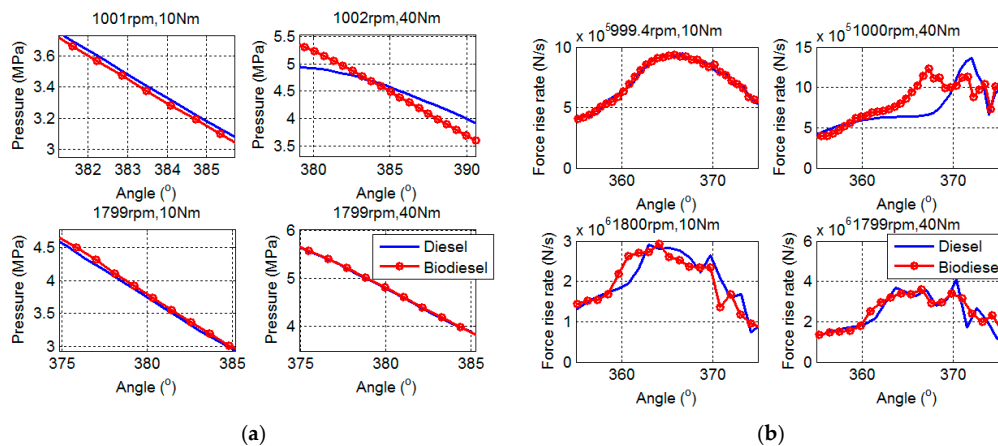 1001rpm,10Nm
Pressure (MPa)
3.6
3.4
3.2
3
382 383 384 385
Angle (°)
1002rpm,40Nm
Pressure (MPa)
5.5
5
4.5
4
3.5
380 385 390
Angle (°)
1799rpm,10Nm
Pressure (MPa)
4.5
4
3.5
3
375 380 385
Angle (°)
1799rpm,40Nm
Pressure (MPa)
6
5
4
375 380 385
Angle (°)
Diesel
Biodiesel
(a)
x 10^5 999.4rpm,10Nm
Force rise rate (N/s)
10
5
0
360 370
Angle (°)
x 10^5 1000rpm,40Nm
Force rise rate (N/s)
15
10
5
0
360 370
Angle (°)
x 10^6 1800rpm,10Nm
Force rise rate (N/s)
3
2
1
0
360 370
Angle (°)
x 10^6 1799rpm,40Nm
Force rise rate (N/s)
6
4
2
0
360 370
Angle (°)
Diesel
Biodiesel
(b)